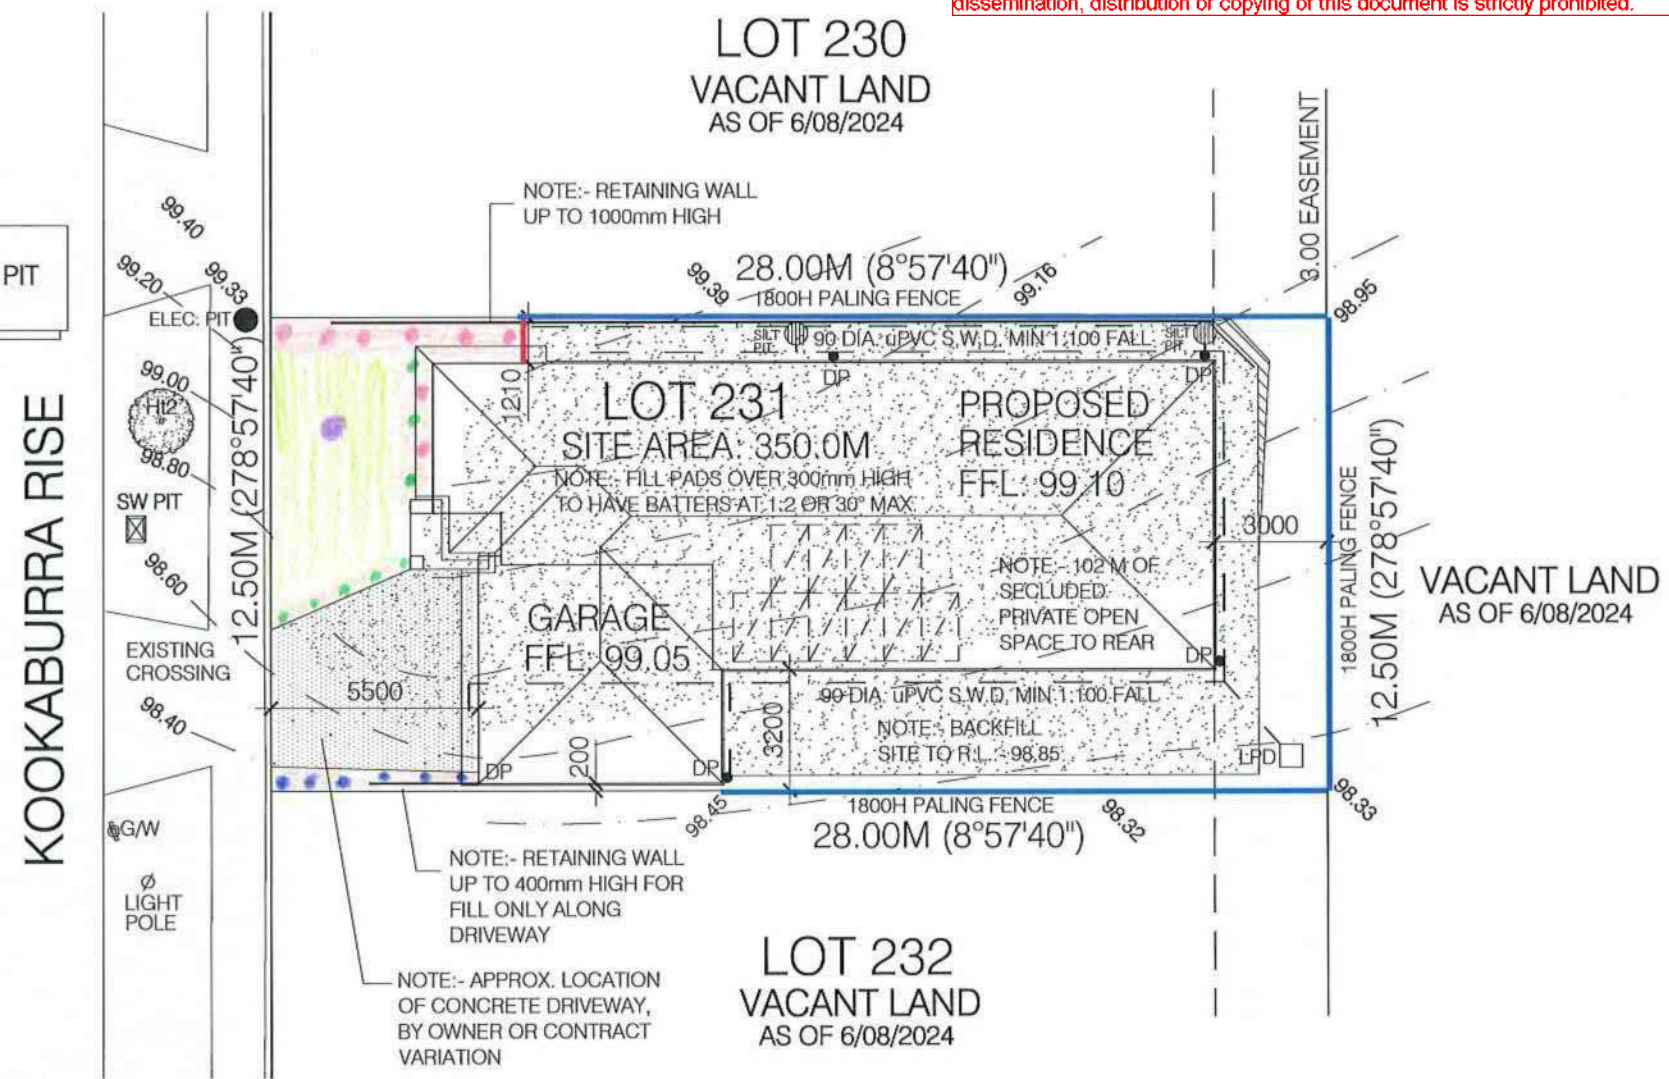 dissemination, distribution or copying of this document is strictly prohibited.
LOT 230
VACANT LAND
AS OF 6/08/2024
3.00 EASEMENT
NOTE:- RETAINING WALL
UP TO 1000mm HIGH
PIT
99.40
99.20
99.33
ELEC: PIT
28.00M (8°57'40")
99.39
99.16
1800H PALING FENCE
98.95
SILT
PIT
90 DIA. uPVC S.W.D. MIN 1:100 FALL
SILT
PIT
DP
DP
99.00
Ht2
98.80
SW PIT
98.60
KOOKABURRA RISE
12.50M (278°57'40")
1210
LOT 231
SITE AREA: 350.0M
NOTE:- FILL PADS OVER 300mm HIGH
TO HAVE BATTERS AT 1:2 OR 30° MAX.
PROPOSED
RESIDENCE
FFL: 99.10
3000
1800H PALING FENCE
12.50M (278°57'40")
VACANT LAND
AS OF 6/08/2024
NOTE:- 102 M OF
SECLUDED
PRIVATE OPEN
SPACE TO REAR
GARAGE
FFL: 99.05
DP
EXISTING
CROSSING
98.40
5500
90 DIA. uPVC S.W.D. MIN 1:100 FALL
3200
NOTE:- BACKFILL
SITE TO R.L. - 98.85
LPD
200
DP
DP
98.45
1800H PALING FENCE
98.32
98.33
28.00M (8°57'40")
G/W
LIGHT
POLE
NOTE:- RETAINING WALL
UP TO 400mm HIGH FOR
FILL ONLY ALONG
DRIVEWAY
NOTE:- APPROX. LOCATION
OF CONCRETE DRIVEWAY,
BY OWNER OR CONTRACT
VARIATION
LOT 232
VACANT LAND
AS OF 6/08/2024